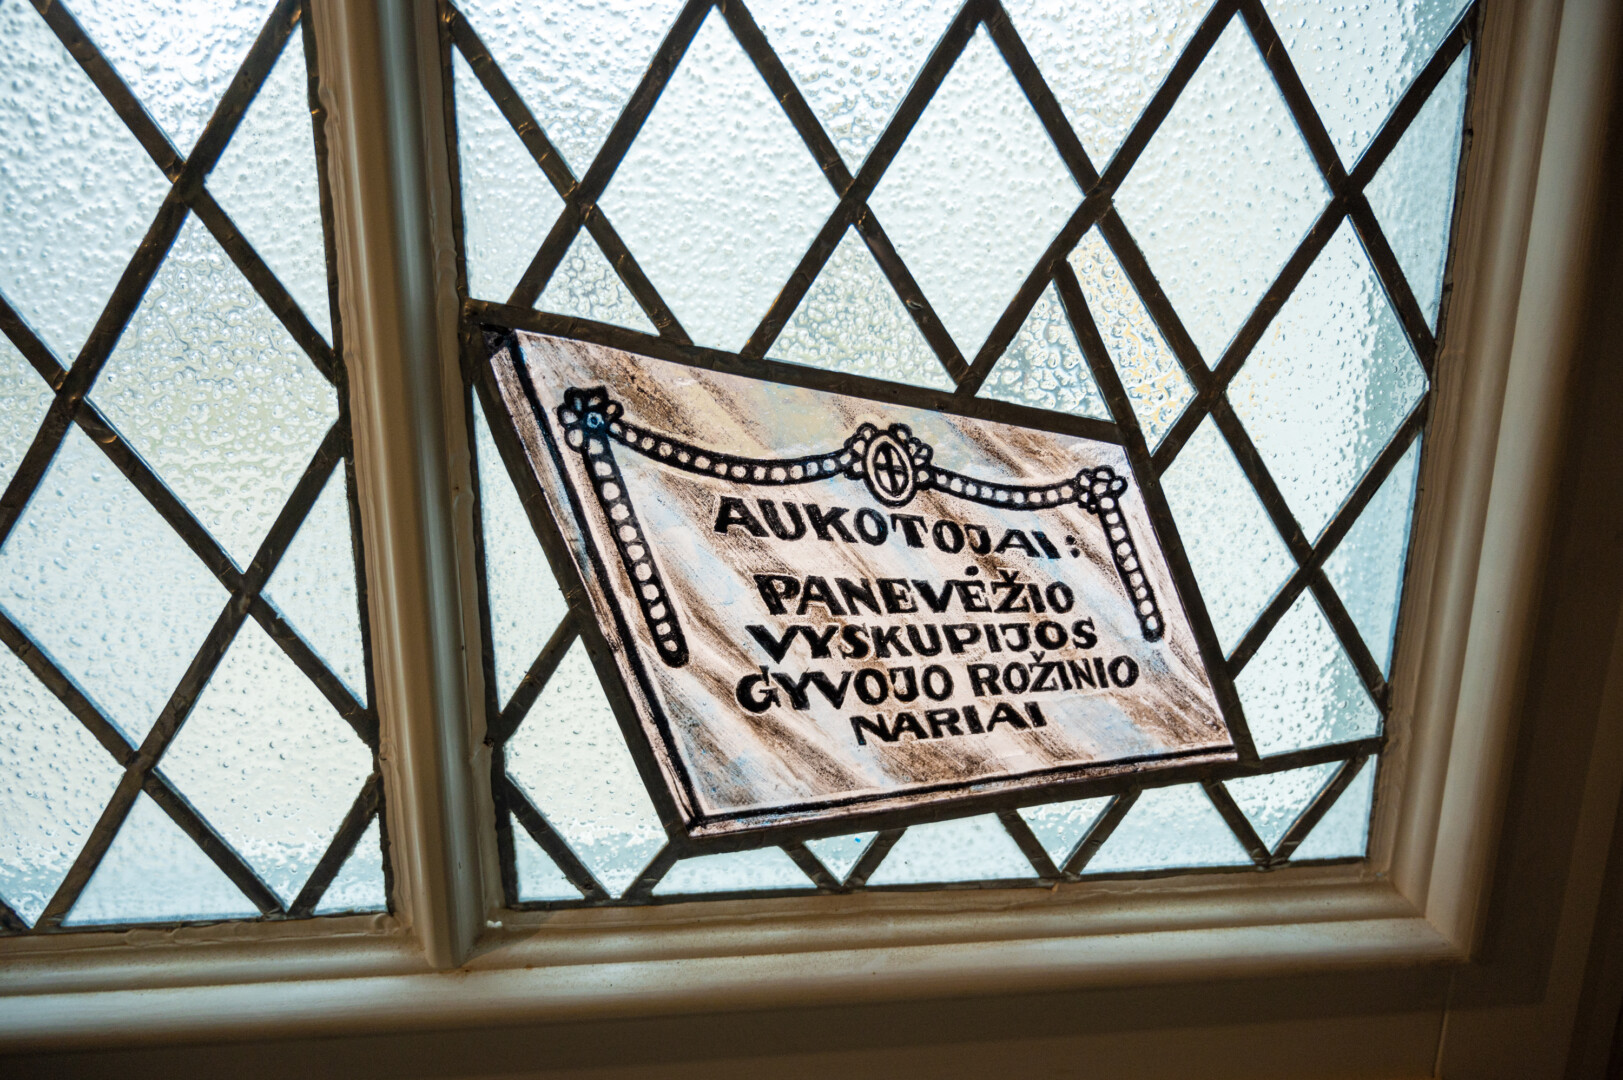 AUKOTOJAI:
PANEVĖŽIO
VYSKUPIJOS
GYVOJO ROŽINIO
NARIAI